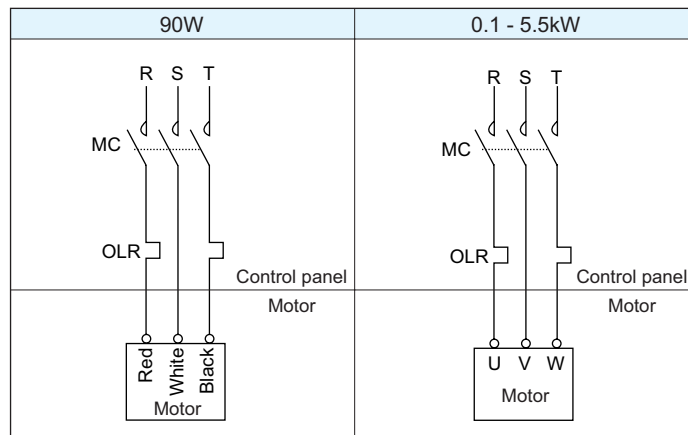 90W
R S T
MC
OLR
Control panel
Motor
Red White Black
Motor
0.1 - 5.5kW
R S T
MC
OLR
Control panel
Motor
U V W
Motor